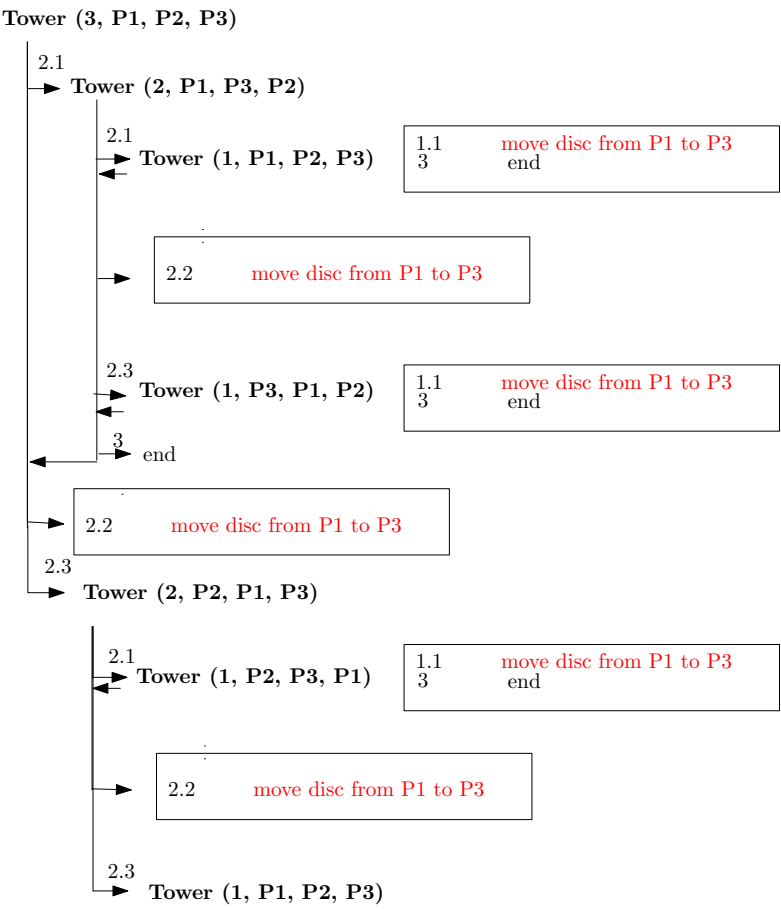 Tower (3, P1, P2, P3)
2.1
Tower (2, P1, P3, P2)
2.1
Tower (1, P1, P2, P3)
1.1 move disc from P1 to P3
3 end
2.2 move disc from P1 to P3
2.3
Tower (1, P3, P1, P2)
1.1 move disc from P1 to P3
3 end
3
end
2.2 move disc from P1 to P3
2.3
Tower (2, P2, P1, P3)
2.1
Tower (1, P2, P3, P1)
1.1 move disc from P1 to P3
3 end
2.2 move disc from P1 to P3
2.3
Tower (1, P1, P2, P3)